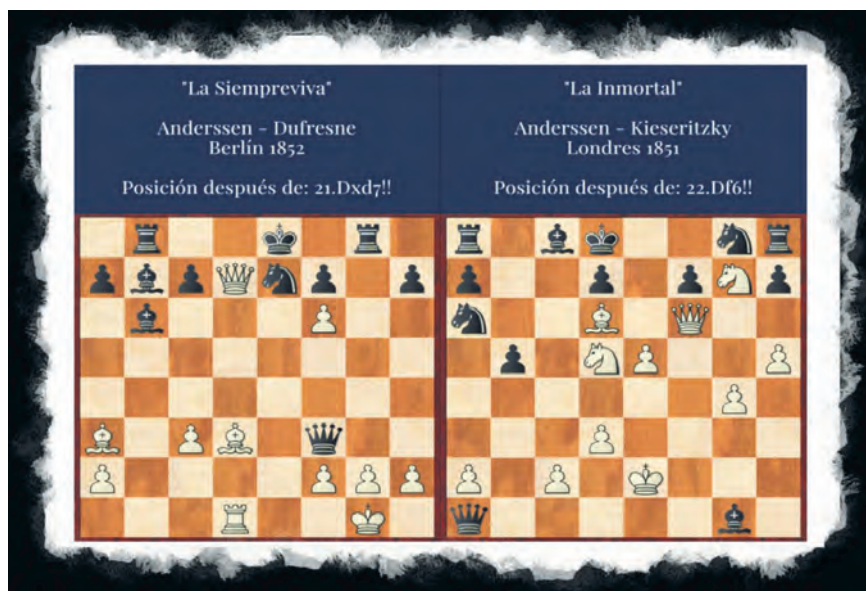 "La Siempreviva"
Anderssen - Dufresne
Berlín 1852
Posición después de: 21.Dxd7!!
"La Inmortal"
Anderssen - Kieseritzky
Londres 1851
Posición después de: 22.Df6!!